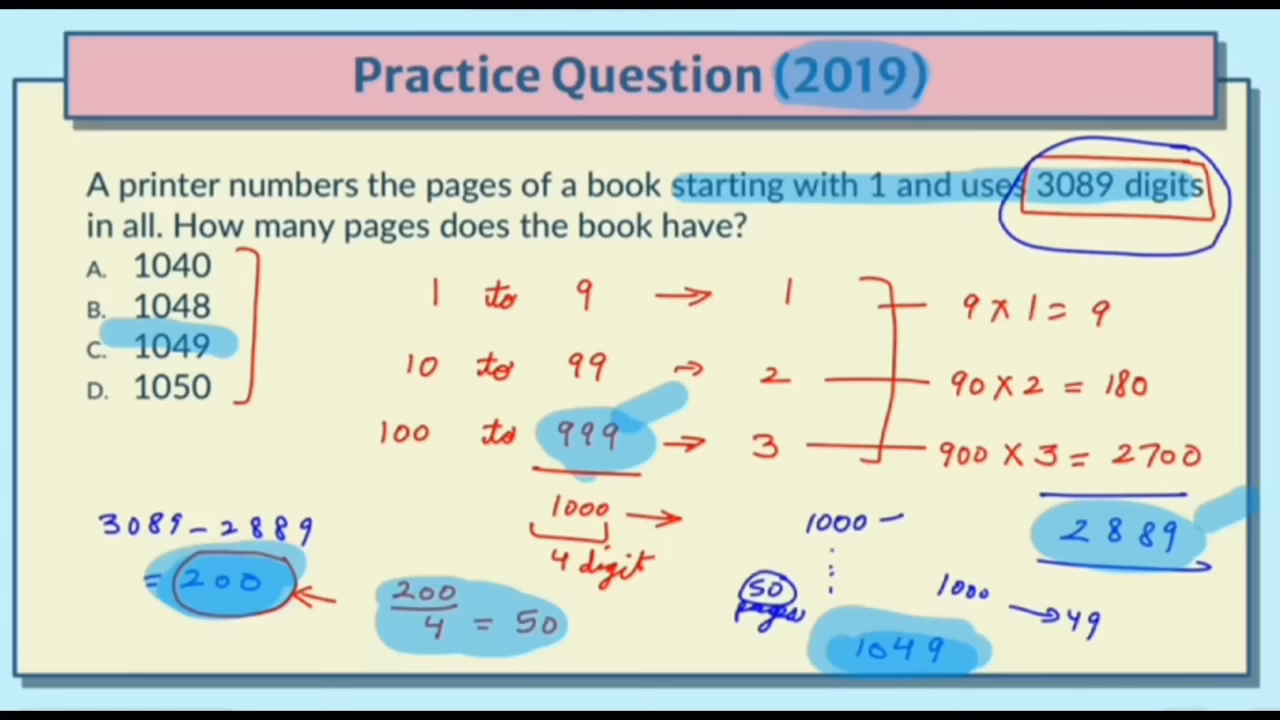 Practice Question (2019)
A printer numbers the pages of a book starting with 1 and uses 3089 digits
in all. How many pages does the book have?
A. 1040
B. 1048
C. 1049
D. 1050
1 to 9 → 1 9 × 1 = 9
10 to 99 → 2 90 × 2 = 180
100 to 999 → 3 900 × 3 = 2700
2889
1000 →
4 digit
3089 - 2889
= 200
200/4 = 50
1000 -
50
pages
1000 → 49
1049